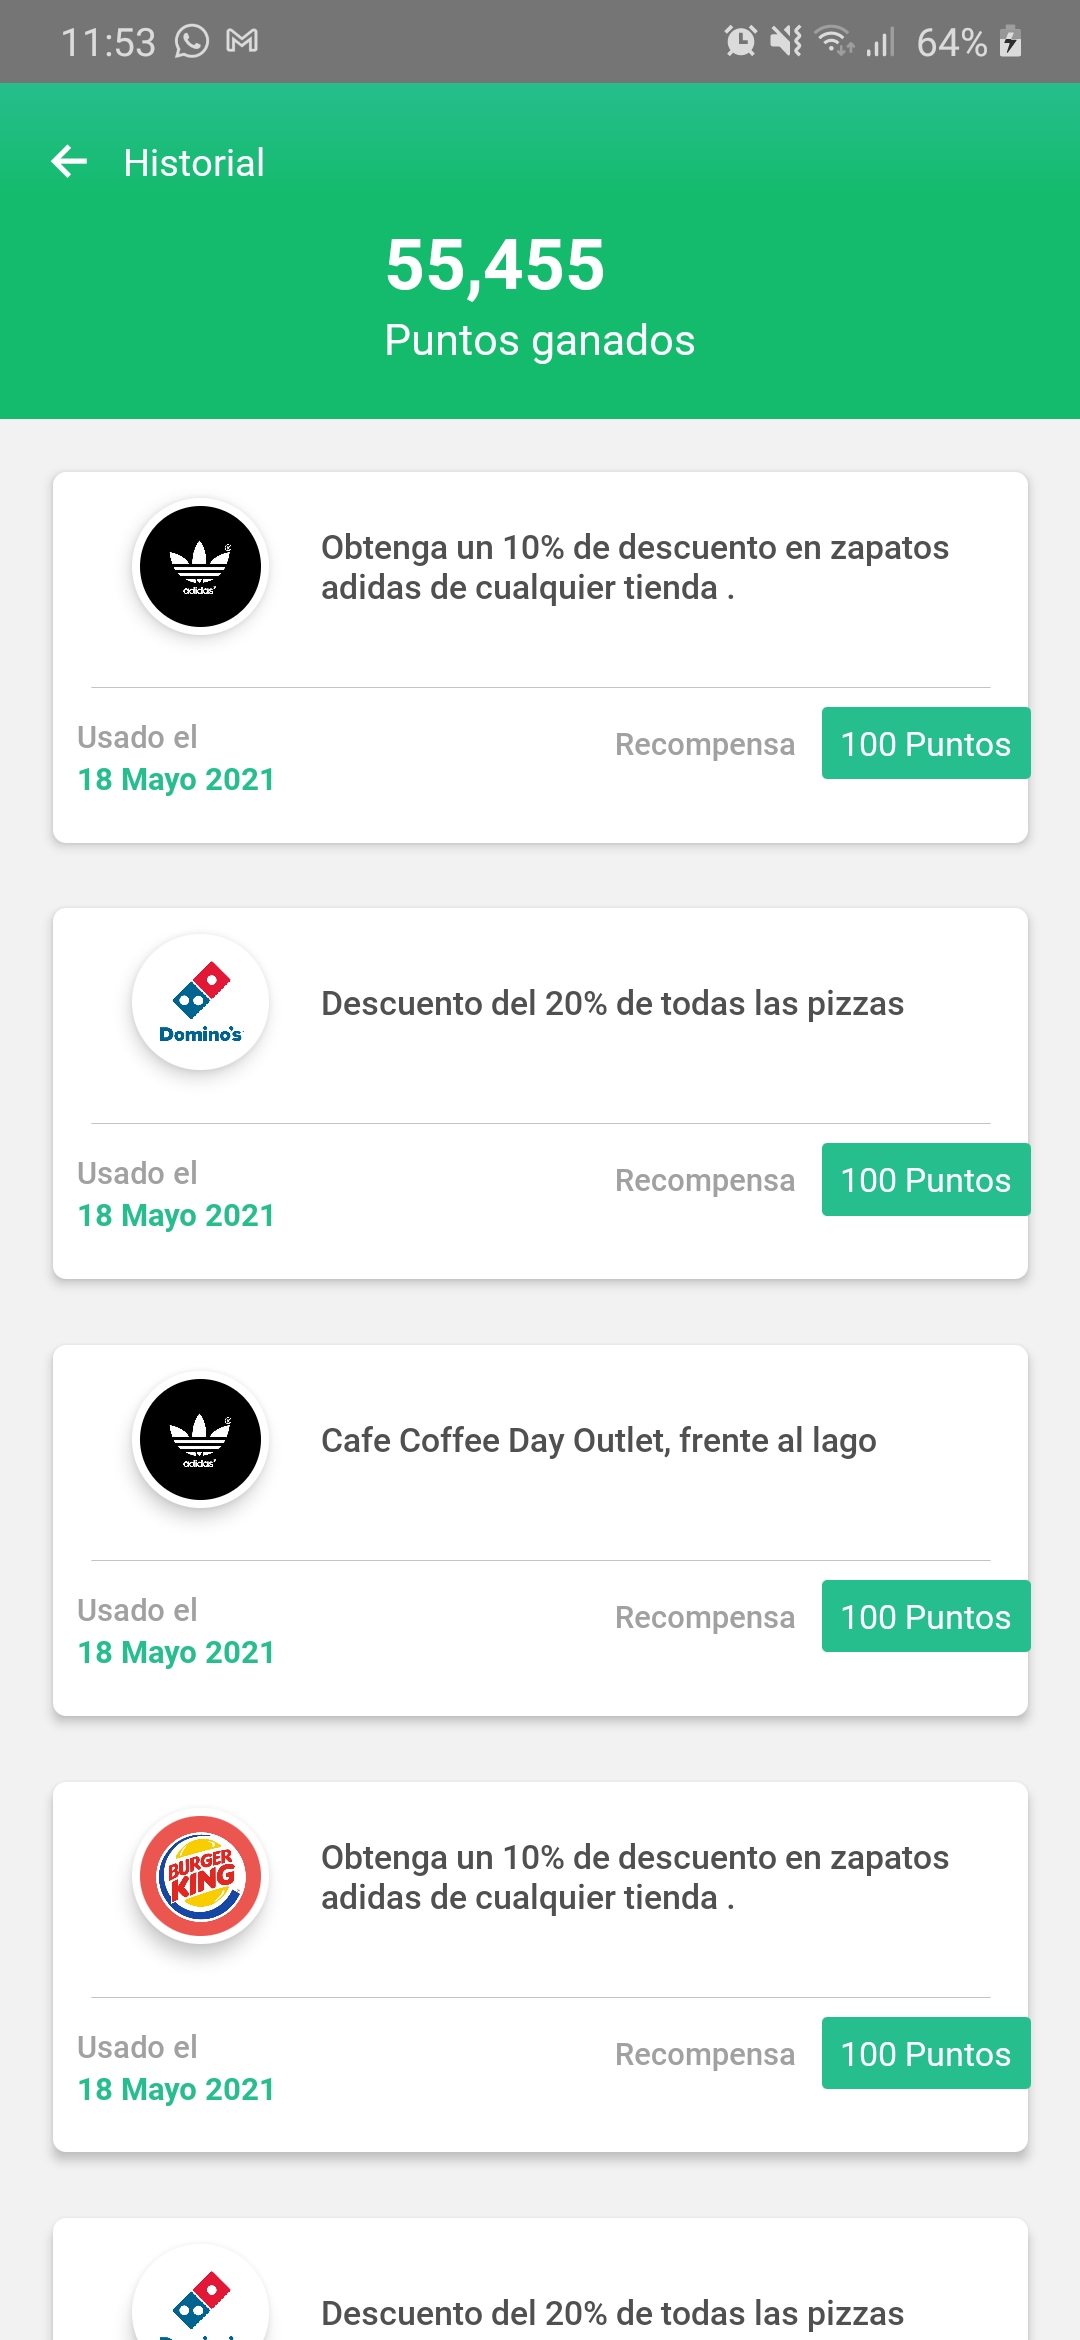 11:53 64%
Historial
55,455
Puntos ganados
adidas
Obtenga un 10% de descuento en zapatos
adidas de cualquier tienda .
Usado el
18 Mayo 2021
Recompensa
100 Puntos
Domino's
Descuento del 20% de todas las pizzas
Usado el
18 Mayo 2021
Recompensa
100 Puntos
adidas
Cafe Coffee Day Outlet, frente al lago
Usado el
18 Mayo 2021
Recompensa
100 Puntos
BURGER
KING
Obtenga un 10% de descuento en zapatos
adidas de cualquier tienda .
Usado el
18 Mayo 2021
Recompensa
100 Puntos
Descuento del 20% de todas las pizzas